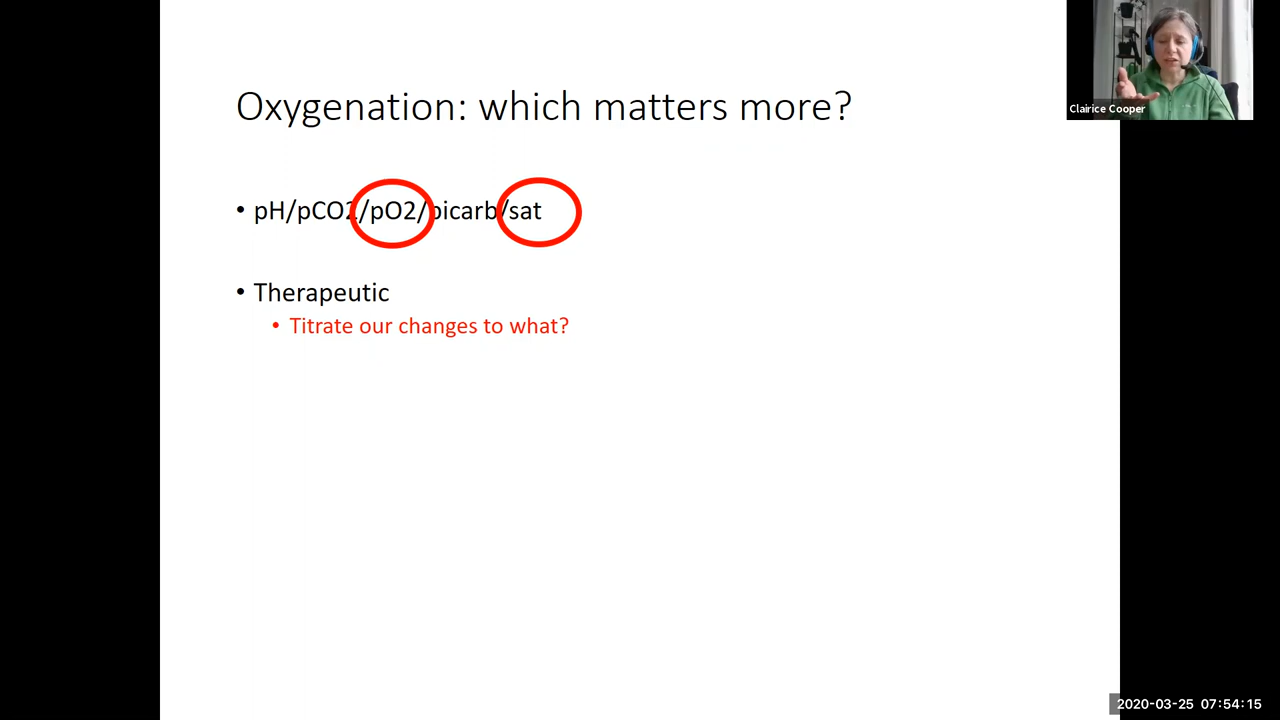 Oxygenation: which matters more?
• pH/pCO2/pO2/bicarb/sat
• Therapeutic
• Titrate our changes to what?
Clairice Cooper
2020-03-25 07:54:15